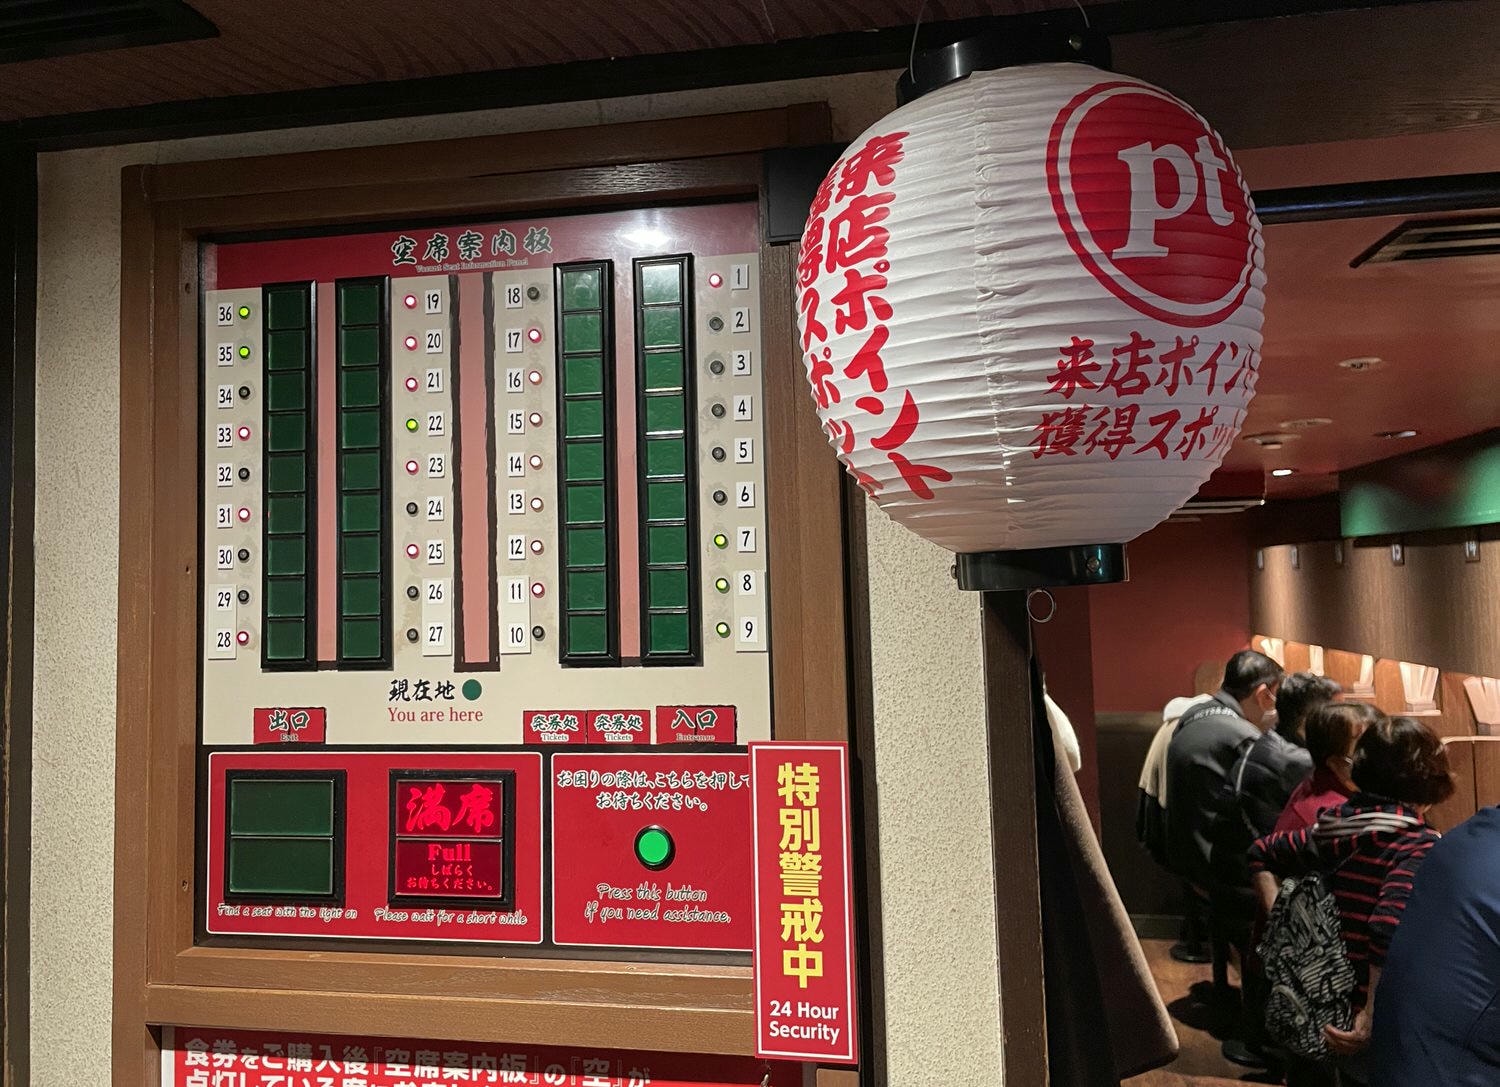 空席案内板
Vacant Seat Information Panel
36
35
34
33
32
31
30
29
28
19
20
21
22
23
24
25
26
27
18
17
16
15
14
13
12
11
10
1
2
3
4
5
6
7
8
9
現在地
You are here
出口
Exit
発券処
Tickets
発券処
Tickets
入口
Entrance
満席
Full
しばらく
お待ちください。
Find a seat with the light on
Please wait for a short while
お困りの際は、こちらを押して
お待ちください。
Press this button
if you need assistance.
特別警戒中
24 Hour
Security
食券をご購入後『空席案内板』の『空』が
点灯している席に
pt
来店ポイント
獲得スポット
来店ポイント
獲得スポット